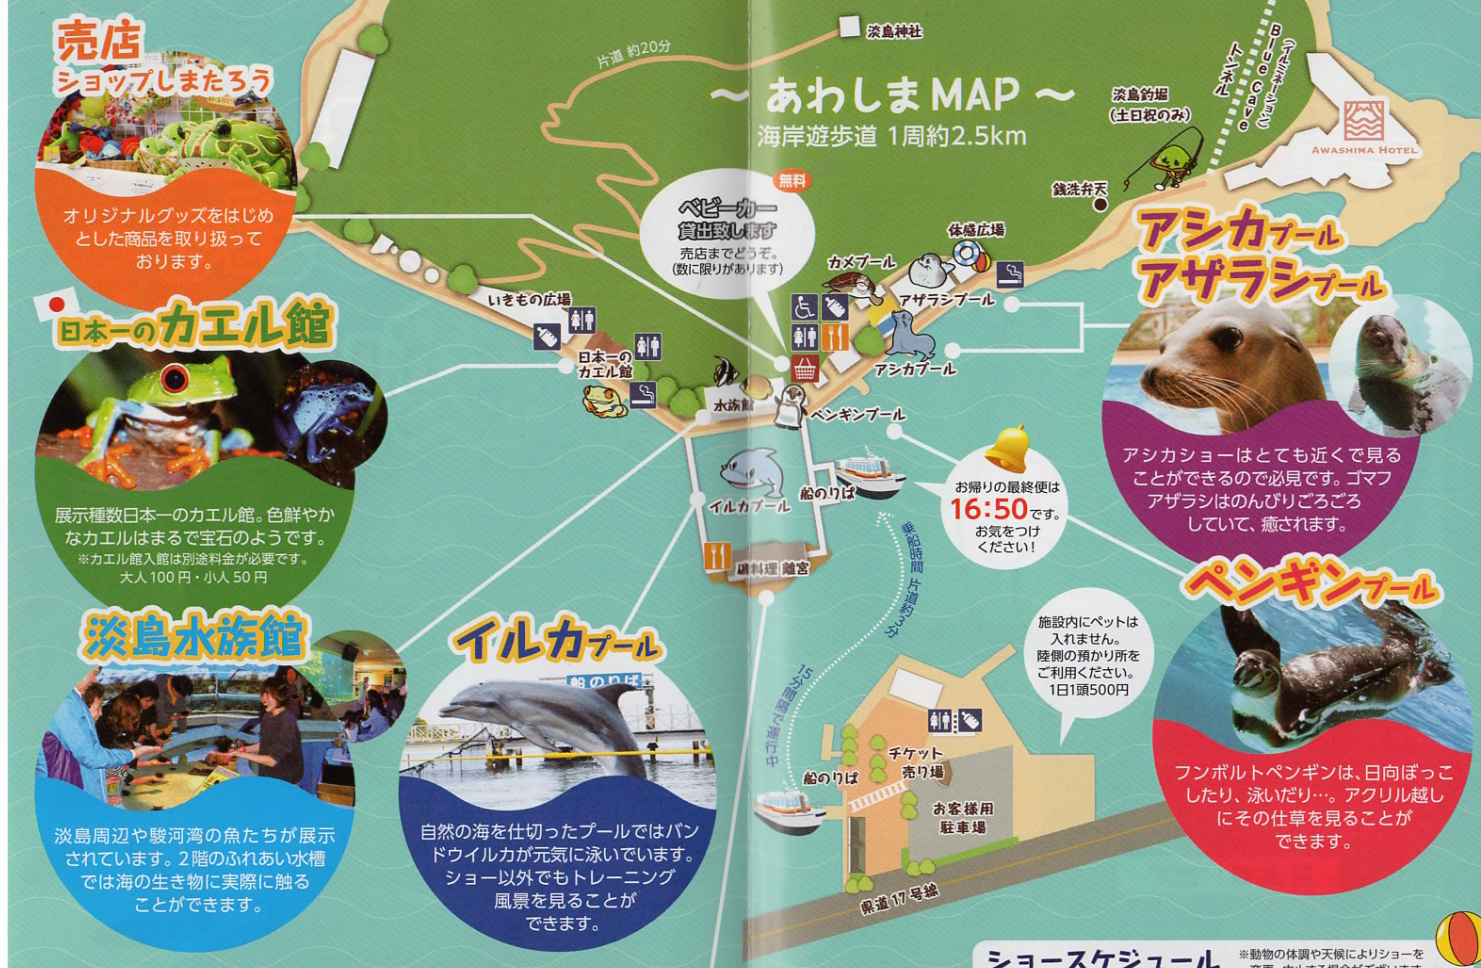 売店
ショップしまたろう
オリジナルグッズをはじめ
とした商品を取り扱って
おります。
日本一のカエル館
展示種数日本一のカエル館。色鮮やか
なカエルはまるで宝石のようです。
※カエル館入館は別途料金が必要です。
大人100円・小人50円
淡島水族館
淡島周辺や駿河湾の魚たちが展示
されています。2階のふれあい水槽
では海の生き物に実際に触る
ことができます。
イルカプール
船のりば
自然の海を仕切ったプールではバン
ドウイルカが元気に泳いでいます。
ショー以外でもトレーニング
風景を見ることが
できます。
片道 約20分
淡島神社
～あわしまMAP～
海岸遊歩道 1周約2.5km
淡島釣堀
(土日祝のみ)
(イルミネーション)
Blue Cave
トンネル
AWASHIMA HOTEL
銭洗弁天
無料
ベビーカー
貸出致します
売店までどうぞ。
(数に限りがあります)
体感広場
カメプール
アザラシプール
アシカプール
いきもの広場
日本一の
カエル館
水族館
ペンギンプール
イルカプール
船のりば
磯料理 離宮
お帰りの最終便は
16:50です。
お気をつけ
ください!
乗船時間 片道約3分
15分間隔で運行中
施設内にペットは
入れません。
陸側の預かり所を
ご利用ください。
1日1頭500円
チケット
売り場
船のりば
お客様用
駐車場
県道17号線
アシカプール
アザラシプール
アシカショーはとても近くで見る
ことができるので必見です。ゴマフ
アザラシはのんびりごろごろ
していて、癒されます。
ペンギンプール
フンボルトペンギンは、日向ぼっこ
したり、泳いだり…。アクリル越し
にその仕草を見ることが
できます。
ショースケジュール
※動物の体調や天候によりショーを